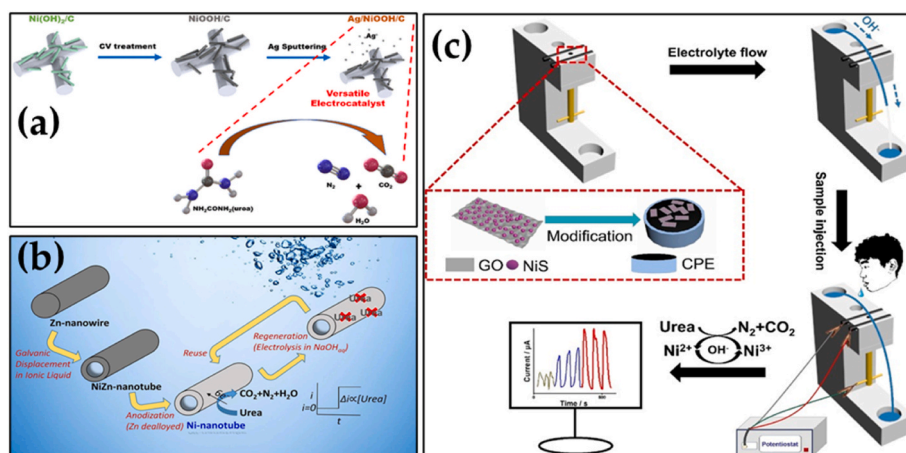 (a)
Ni(OH)₂/C
NiOOH/C
Ag/NiOOH/C
CV treatment
Ag Sputtering
Ag
Versatile
Electrocatalyst
NH₂CONH₂(urea)
N₂
+
CO₂
H₂O
(b)
Zn-nanowire
Galvanic
Displacement
in Ionic Liquid
NiZn-nanotube
Anodization
(Zn dealloyed)
Ni-nanotube
Reuse
Regeneration
(Electrolysis in NaOHaq)
CO₂+N₂+H₂O
Urea
i
i=0
t
Δi∝[Urea]
(c)
Electrolyte flow
OH⁻
Modification
GO
NiS
CPE
Sample injection
Urea
N₂+CO₂
Ni²⁺
OH⁻
Ni³⁺
Current / µA
Time / s
Potentiostat